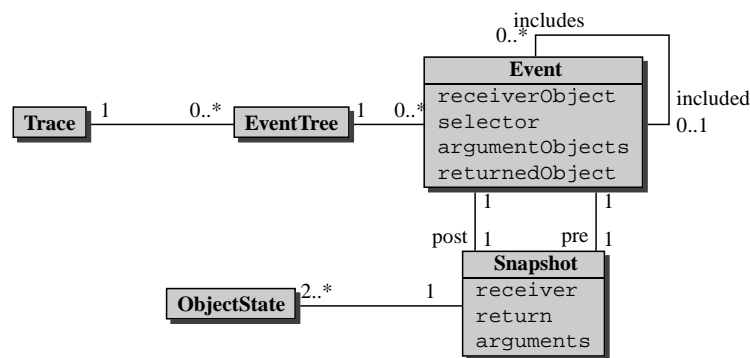 includes
0..*
Event
receiverObject
selector
argumentObjects
returnedObject
included
0..1
Trace
1
0..*
EventTree
1
0..*
1
1
post
1
pre
1
Snapshot
receiver
return
arguments
ObjectState
2..*
1